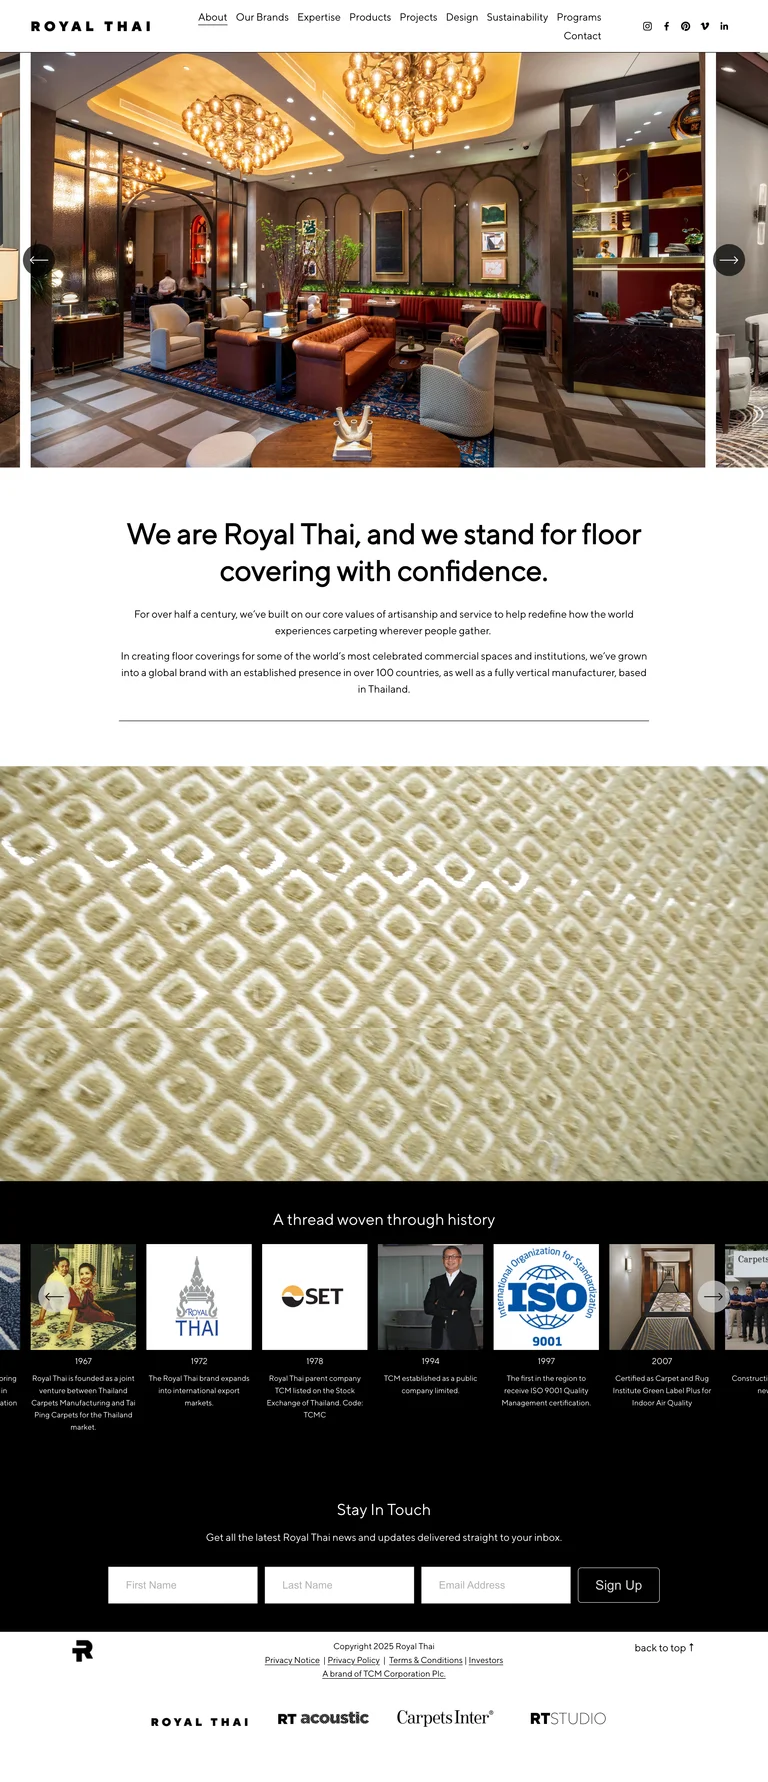 ROYAL THAI
About Our Brands Expertise Products Projects Design Sustainability Programs
Contact
We are Royal Thai, and we stand for floor
covering with confidence.
For over half a century, we've built on our core values of artisanship and service to help redefine how the world
experiences carpeting wherever people gather.
In creating floor coverings for some of the world's most celebrated commercial spaces and institutions, we've grown
into a global brand with an established presence in over 100 countries, as well as a fully vertical manufacturer, based
in Thailand.
A thread woven through history
ROYAL
THAI
SET
International Organization for Standardization
ISO
9001
Carpets
1967
Royal Thai is founded as a joint
venture between Thailand
Carpets Manufacturing and Tai
Ping Carpets for the Thailand
market.
1972
The Royal Thai brand expands
into international export
markets.
1978
Royal Thai parent company
TCM listed on the Stock
Exchange of Thailand. Code:
TCMC
1994
TCM established as a public
company limited.
1997
The first in the region to
receive ISO 9001 Quality
Management certification.
2007
Certified as Carpet and Rug
Institute Green Label Plus for
Indoor Air Quality
Stay In Touch
Get all the latest Royal Thai news and updates delivered straight to your inbox.
First Name
Last Name
Email Address
Sign Up
Copyright 2025 Royal Thai
Privacy Notice | Privacy Policy | Terms & Conditions | Investors
A brand of TCM Corporation Plc.
back to top ↑
ROYAL THAI
RT acoustic
Carpets Inter®
RTSTUDIO